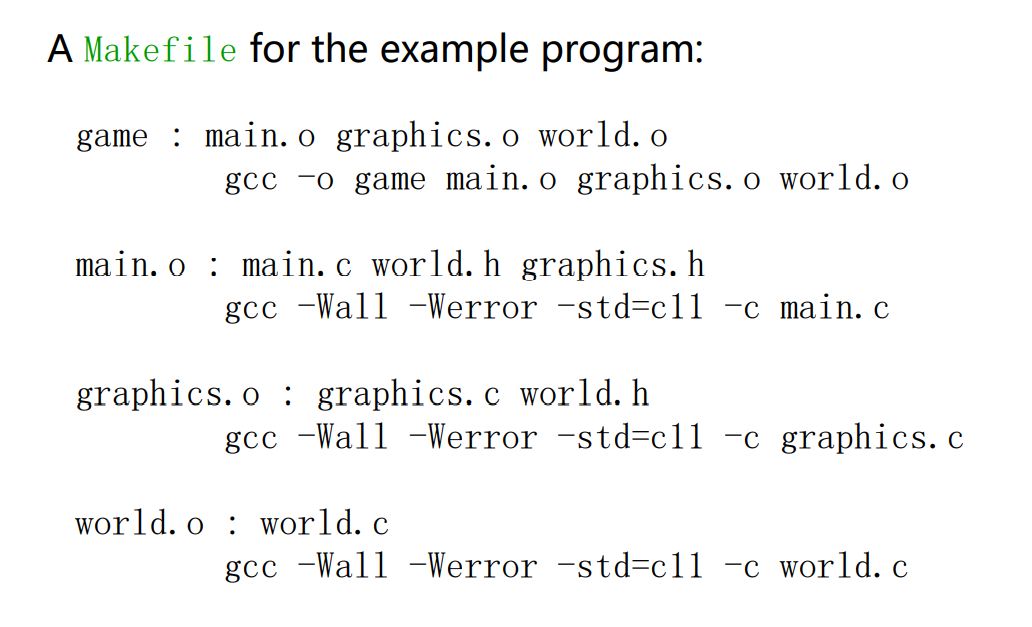 A Makefile for the example program:
game : main.o graphics.o world.o
gcc -o game main.o graphics.o world.o
main.o : main.c world.h graphics.h
gcc -Wall -Werror -std=c11 -c main.c
graphics.o : graphics.c world.h
gcc -Wall -Werror -std=c11 -c graphics.c
world.o : world.c
gcc -Wall -Werror -std=c11 -c world.c